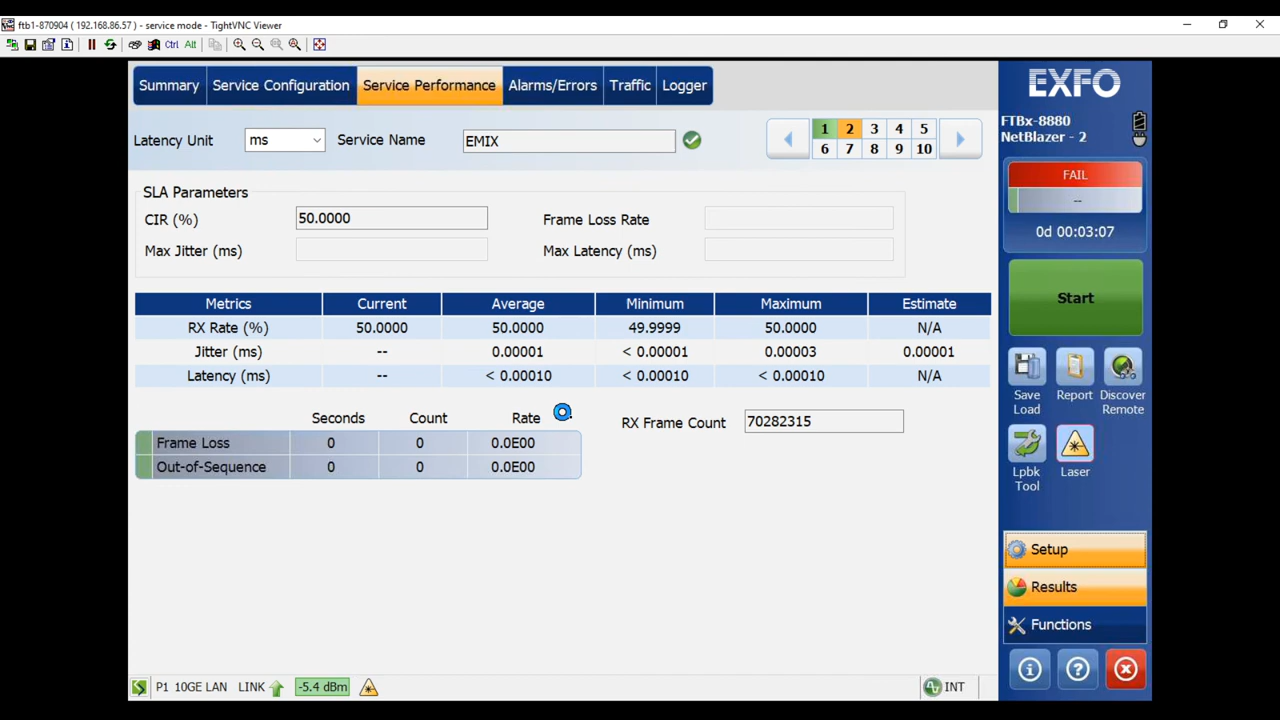 ftb1-870904 ( 192.168.86.57 ) - service mode - TightVNC Viewer
Ctrl Alt
Summary Service Configuration Service Performance Alarms/Errors Traffic Logger
EXFO
FTBx-8880
NetBlazer - 2
Latency Unit ms Service Name EMIX
1 2 3 4 5
6 7 8 9 10
FAIL
--
0d 00:03:07
SLA Parameters
CIR (%) 50.0000 Frame Loss Rate
Max Jitter (ms) Max Latency (ms)
Start
Metrics Current Average Minimum Maximum Estimate
RX Rate (%) 50.0000 50.0000 49.9999 50.0000 N/A
Jitter (ms) -- 0.00001 < 0.00001 0.00003 0.00001
Latency (ms) -- < 0.00010 < 0.00010 < 0.00010 N/A
Save Load Report Discover Remote
Seconds Count Rate
RX Frame Count 70282315
Frame Loss 0 0 0.0E00
Out-of-Sequence 0 0 0.0E00
Lpbk Tool Laser
Setup
Results
Functions
P1 10GE LAN LINK -5.4 dBm INT